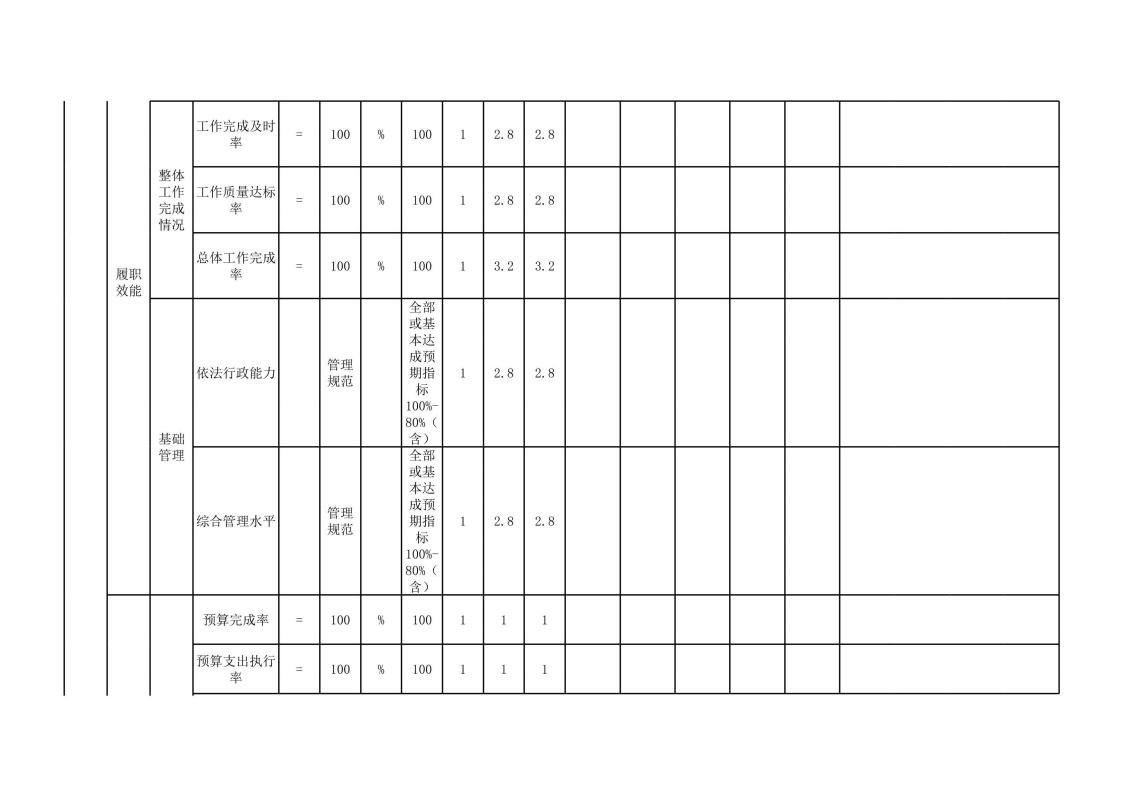 履职
效能
整体
工作
完成
情况
工作完成及时
率
=
100
%
100
1
2.8
2.8
工作质量达标
率
=
100
%
100
1
2.8
2.8
总体工作完成
率
=
100
%
100
1
3.2
3.2
基础
管理
依法行政能力
管理
规范
全部
或基
本达
成预
期指
标
100%-
80%（
含）
1
2.8
2.8
综合管理水平
管理
规范
全部
或基
本达
成预
期指
标
100%-
80%（
含）
1
2.8
2.8
预算完成率
=
100
%
100
1
1
1
预算支出执行
率
=
100
%
100
1
1
1